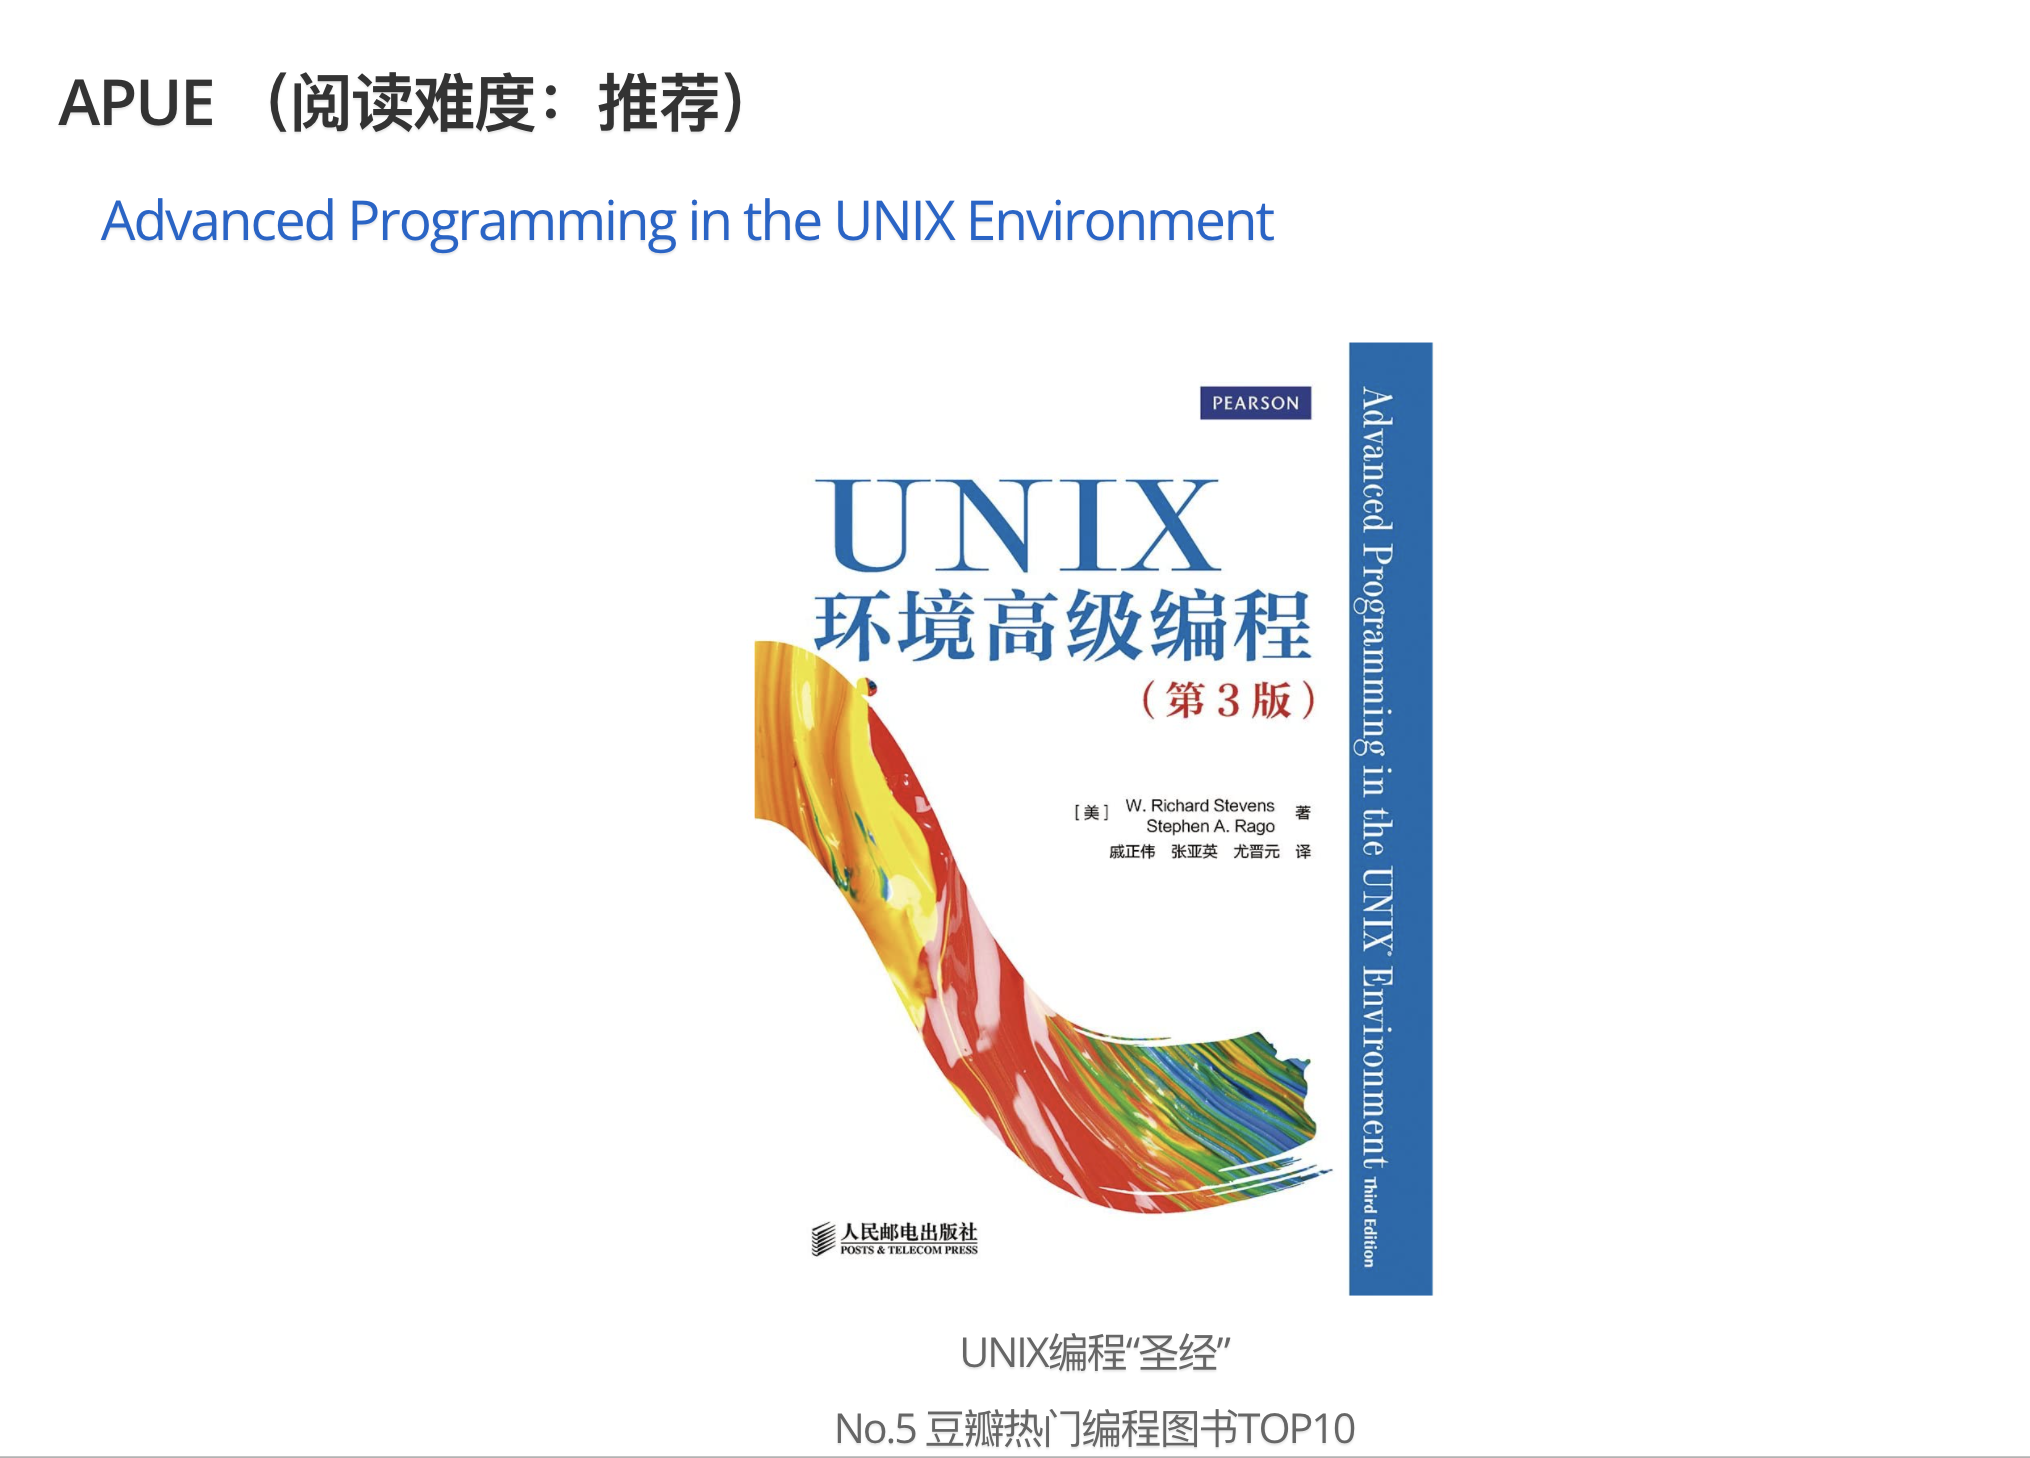 APUE （阅读难度：推荐）
Advanced Programming in the UNIX Environment
PEARSON
UNIX
环境高级编程
（第3版）
[美] W. Richard Stevens 著
Stephen A. Rago
戚正伟 张亚英 尤晋元 译
人民邮电出版社
POSTS & TELECOM PRESS
Advanced Programming in the UNIX Environment Third Edition
UNIX编程“圣经”
No.5 豆瓣热门编程图书TOP10